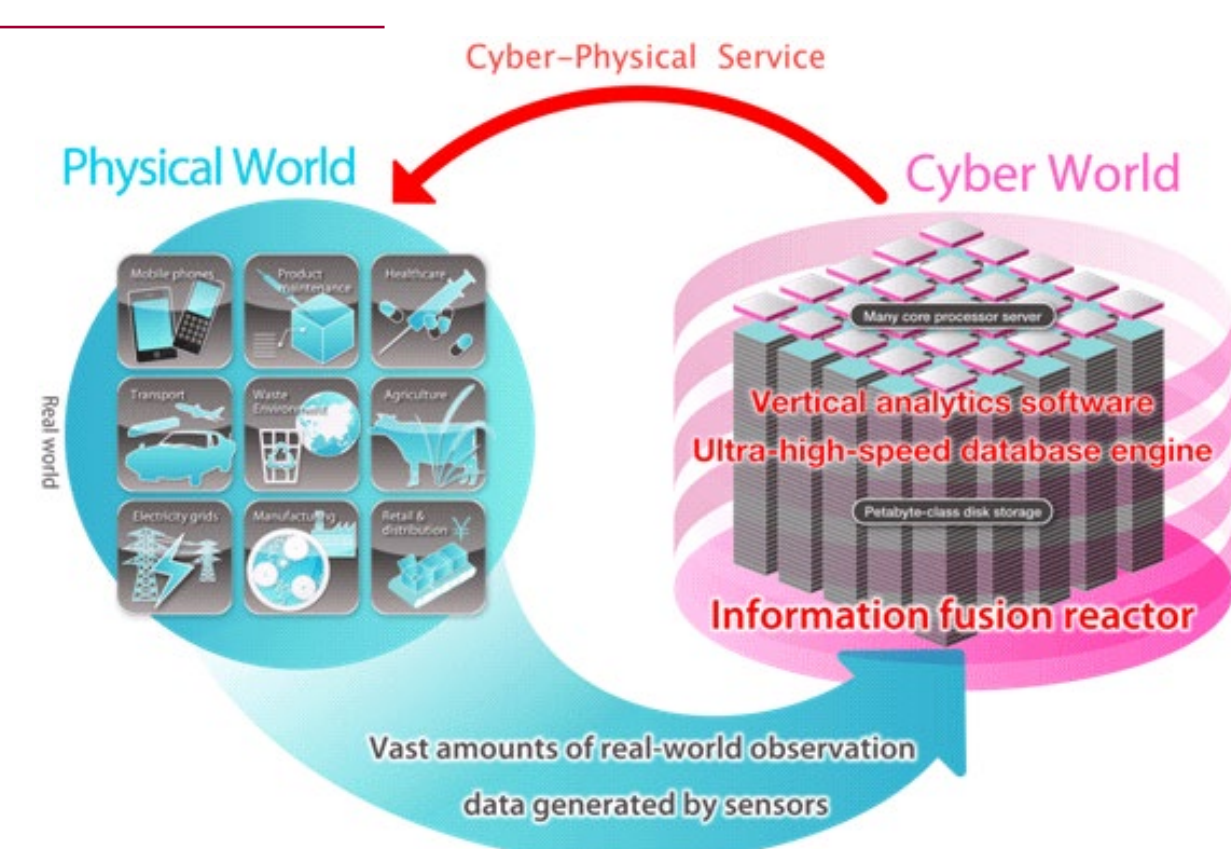 Cyber-Physical Service
Physical World
Cyber World
Mobile phones
Product
maintenance
Healthcare
Many core processor server
Real world
Transport
Waste
Environment
Agriculture
Vertical analytics software
Ultra-high-speed database engine
Electricity grids
Manufacturing
Retail &
distribution ¥
Petabyte-class disk storage
Information fusion reactor
Vast amounts of real-world observation
data generated by sensors